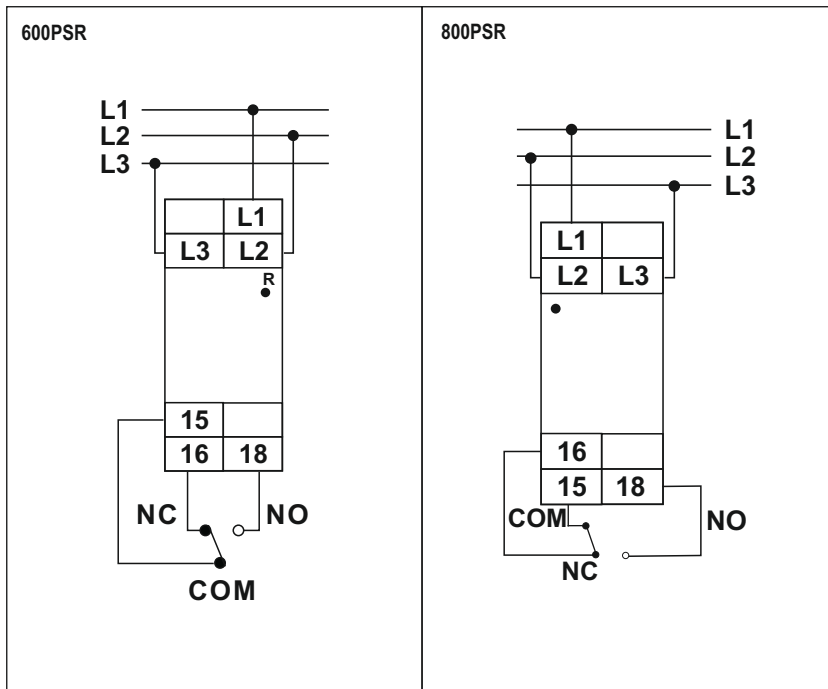 600PSR
L1
L2
L3
L1
L3 L2
R
15
16 18
NC NO
COM
800PSR
L1
L2
L3
L1
L2 L3
16
15 18
COM NO
NC